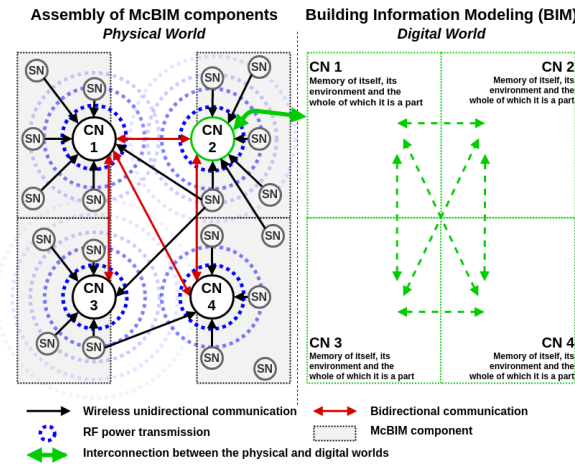 Assembly of McBIM components
Physical World
Building Information Modeling (BIM)
Digital World
SN
SN
SN
SN
SN
SN
CN
1
SN
SN
SN
SN
SN
SN
CN
2
SN
SN
SN
SN
CN
3
SN
SN
SN
SN
CN
4
CN 1
Memory of itself, its
environment and the
whole of which it is a part
CN 2
Memory of itself, its
environment and the
whole of which it is a part
CN 3
Memory of itself, its
environment and the
whole of which it is a part
CN 4
Memory of itself, its
environment and the
whole of which it is a part
Wireless unidirectional communication
Bidirectional communication
RF power transmission
McBIM component
Interconnection between the physical and digital worlds